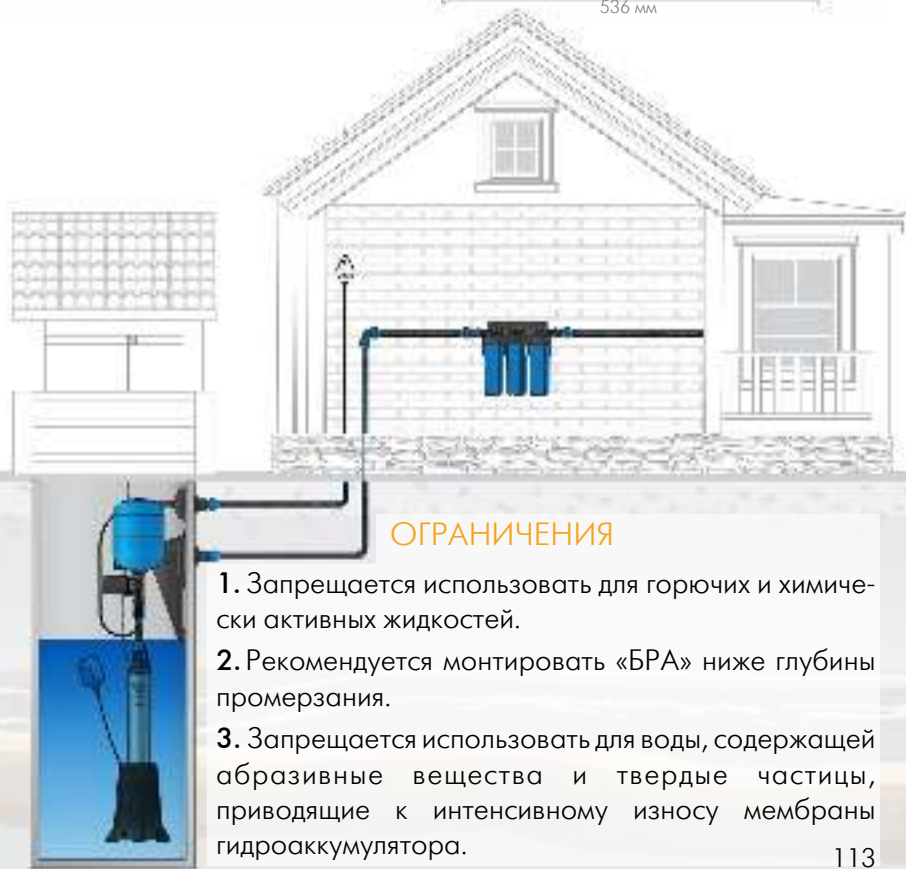 536 мм
ОГРАНИЧЕНИЯ
1. Запрещается использовать для горючих и химиче-
ски активных жидкостей.
2. Рекомендуется монтировать «БРА» ниже глубины
промерзания.
3. Запрещается использовать для воды, содержащей
абразивные вещества и твердые частицы,
приводящие к интенсивному износу мембраны
гидроаккумулятора.
113